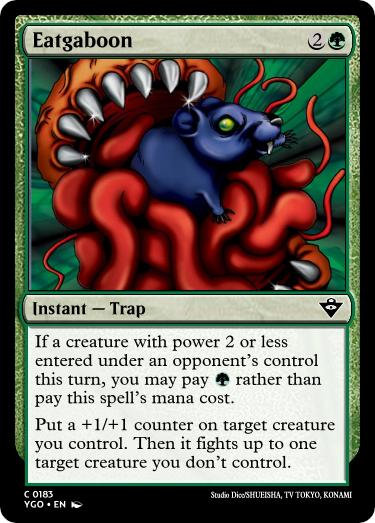 Eatgaboon 2
Instant — Trap
If a creature with power 2 or less
entered under an opponent's control
this turn, you may pay rather than
pay this spell's mana cost.
Put a +1/+1 counter on target creature
you control. Then it fights up to one
target creature you don't control.
C 0183
YGO • EN
Studio Dice/SHUEISHA, TV TOKYO, KONAMI